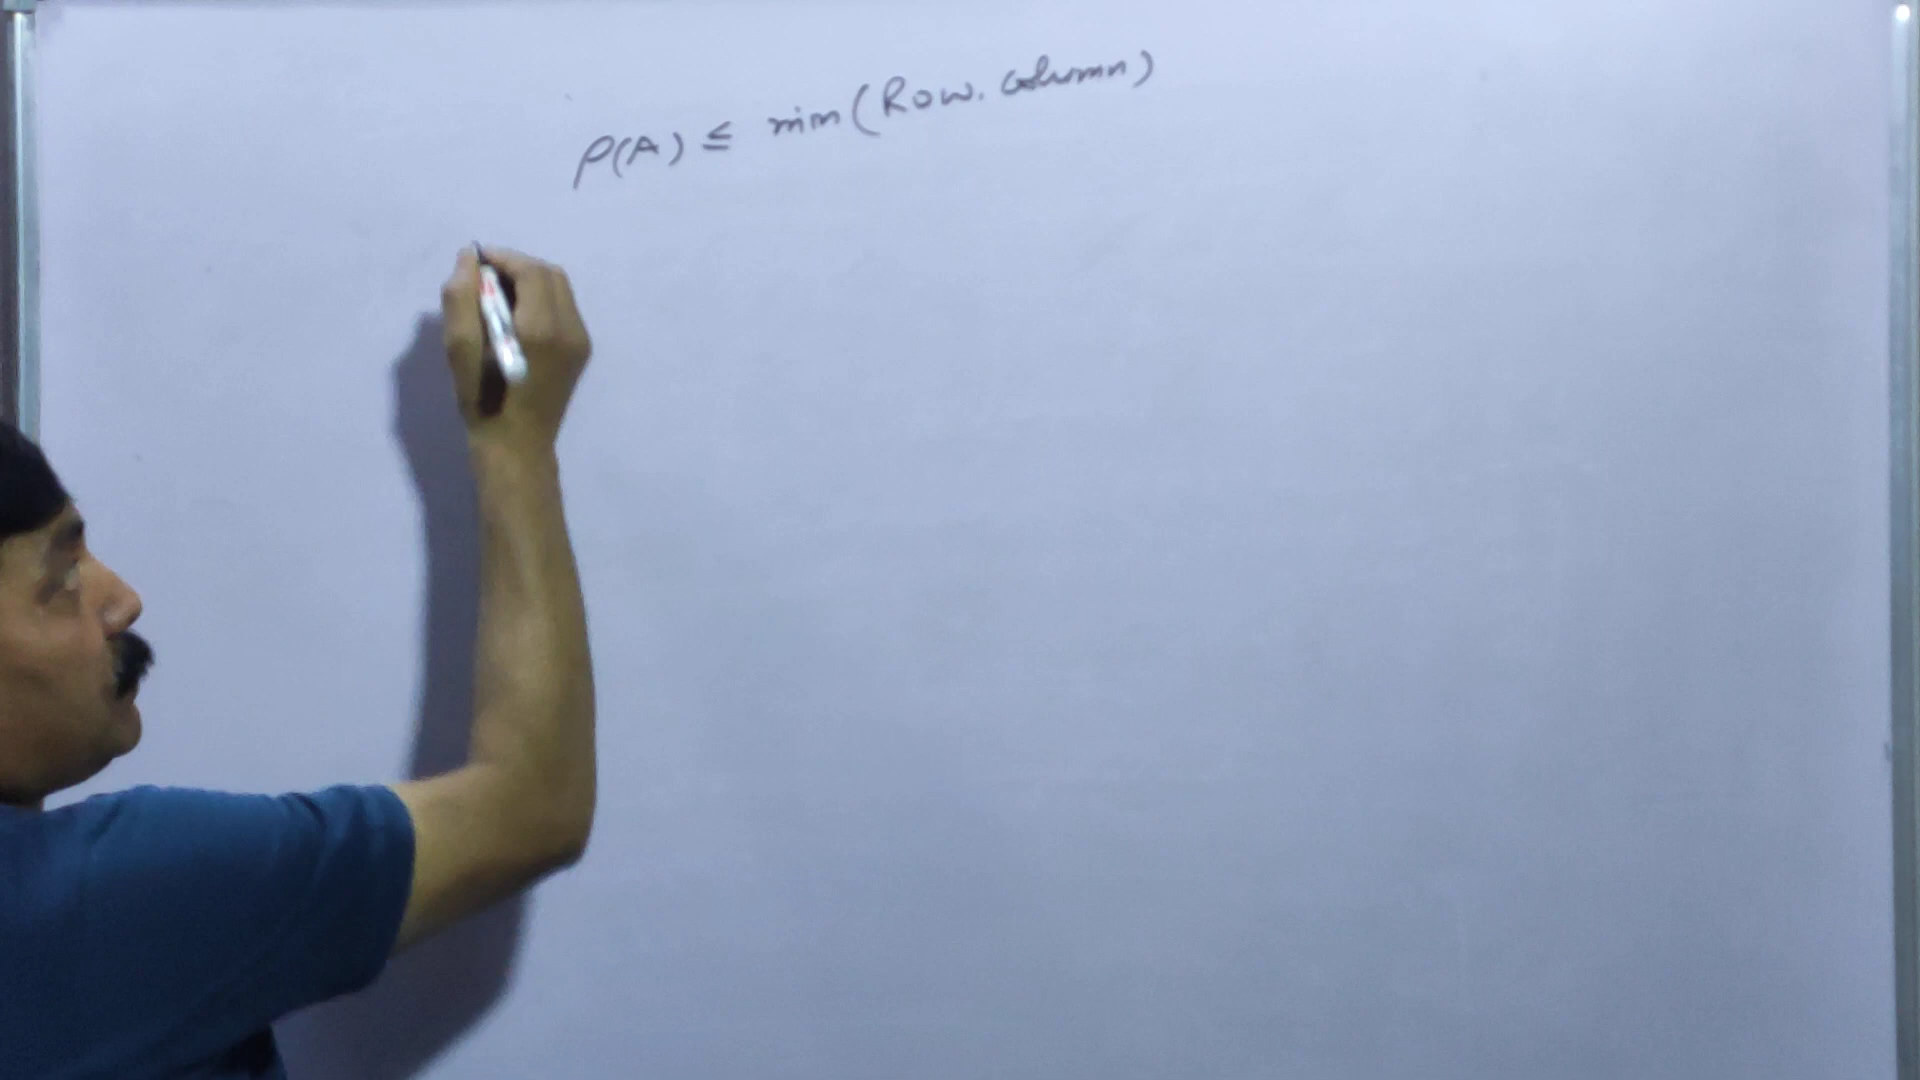 ρ(A) ≤ min (Row. Column)